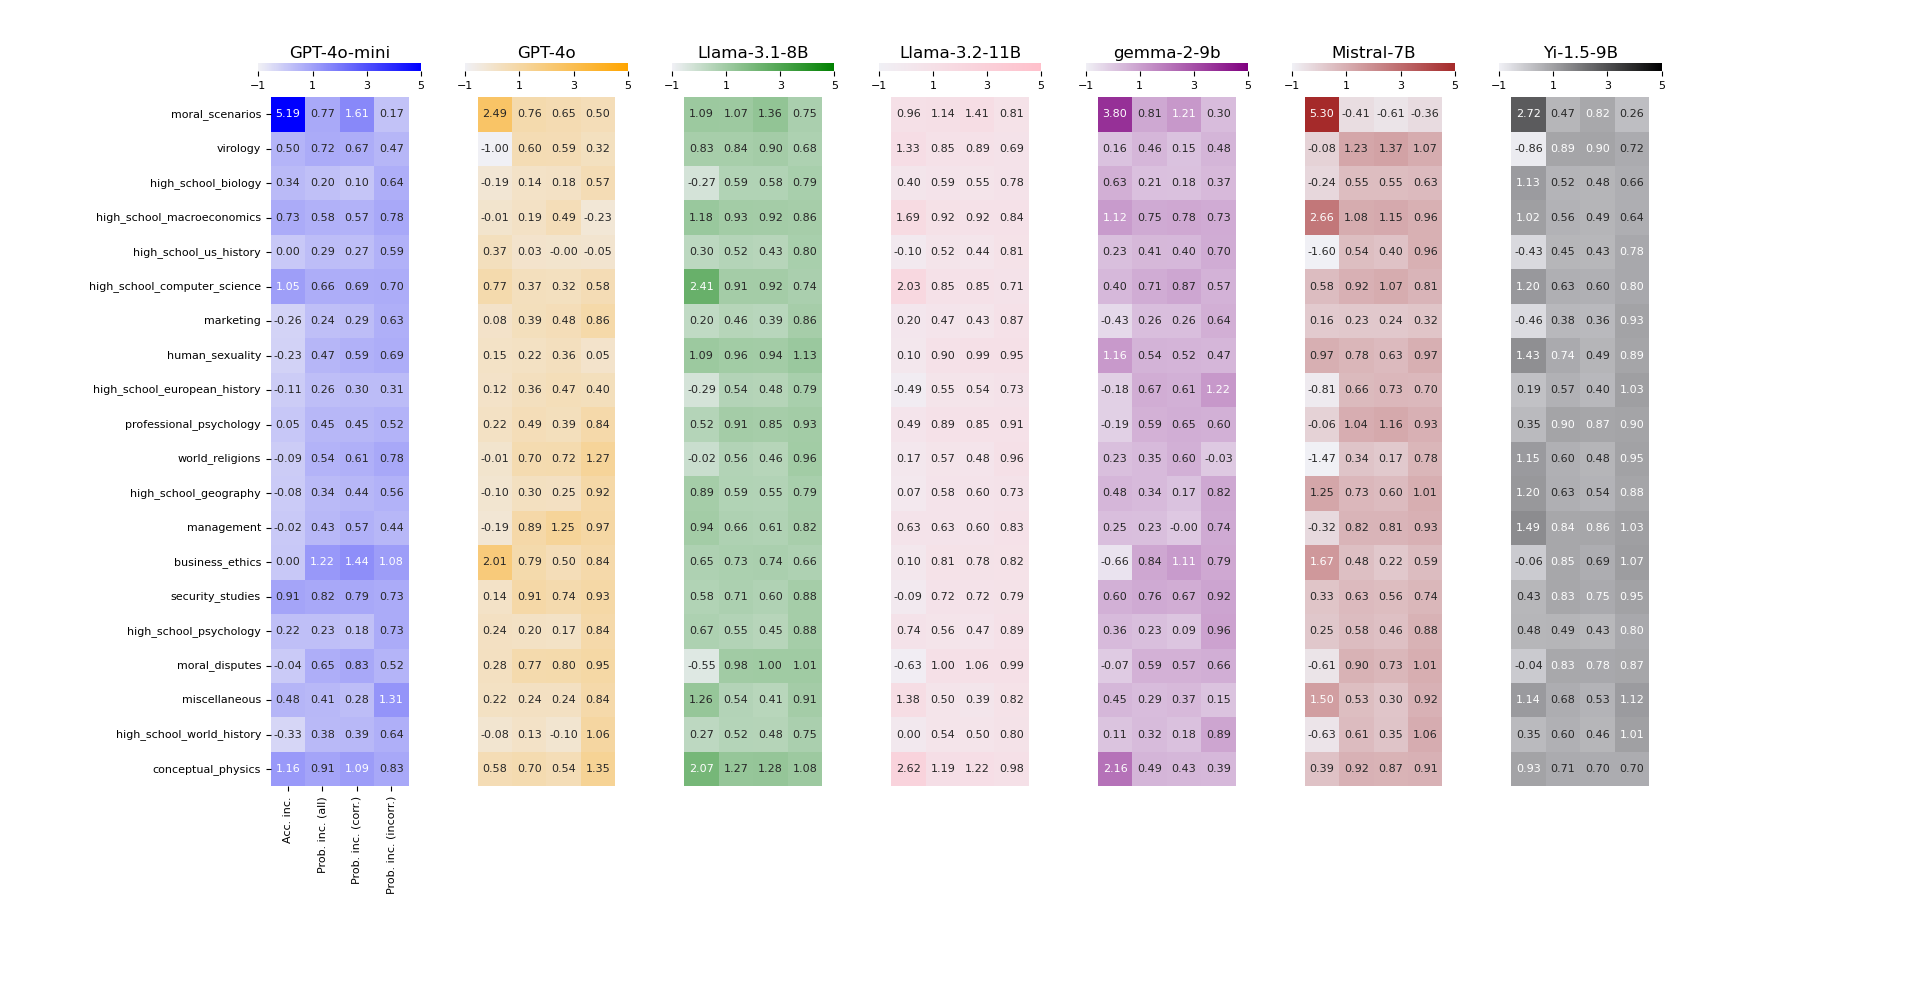 GPT-4o-mini GPT-4o Llama-3.1-8B Llama-3.2-11B gemma-2-9b Mistral-7B Yi-1.5-9B
−1 1 3 5 −1 1 3 5 −1 1 3 5 −1 1 3 5 −1 1 3 5 −1 1 3 5 −1 1 3 5
moral_scenarios 5.19 0.77 1.61 0.17 2.49 0.76 0.65 0.50 1.09 1.07 1.36 0.75 0.96 1.14 1.41 0.81 3.80 0.81 1.21 0.30 5.30 -0.41 -0.61 -0.36 2.72 0.47 0.82 0.26
virology 0.50 0.72 0.67 0.47 -1.00 0.60 0.59 0.32 0.83 0.84 0.90 0.68 1.33 0.85 0.89 0.69 0.16 0.46 0.15 0.48 -0.08 1.23 1.37 1.07 -0.86 0.89 0.90 0.72
high_school_biology 0.34 0.20 0.10 0.64 -0.19 0.14 0.18 0.57 -0.27 0.59 0.58 0.79 0.40 0.59 0.55 0.78 0.63 0.21 0.18 0.37 -0.24 0.55 0.55 0.63 1.13 0.52 0.48 0.66
high_school_macroeconomics 0.73 0.58 0.57 0.78 -0.01 0.19 0.49 -0.23 1.18 0.93 0.92 0.86 1.69 0.92 0.92 0.84 1.12 0.75 0.78 0.73 2.66 1.08 1.15 0.96 1.02 0.56 0.49 0.64
high_school_us_history 0.00 0.29 0.27 0.59 0.37 0.03 -0.00 -0.05 0.30 0.52 0.43 0.80 -0.10 0.52 0.44 0.81 0.23 0.41 0.40 0.70 -1.60 0.54 0.40 0.96 -0.43 0.45 0.43 0.78
high_school_computer_science 1.05 0.66 0.69 0.70 0.77 0.37 0.32 0.58 2.41 0.91 0.92 0.74 2.03 0.85 0.85 0.71 0.40 0.71 0.87 0.57 0.58 0.92 1.07 0.81 1.20 0.63 0.60 0.80
marketing -0.26 0.24 0.29 0.63 0.08 0.39 0.48 0.86 0.20 0.46 0.39 0.86 0.20 0.47 0.43 0.87 -0.43 0.26 0.26 0.64 0.16 0.23 0.24 0.32 -0.46 0.38 0.36 0.93
human_sexuality -0.23 0.47 0.59 0.69 0.15 0.22 0.36 0.05 1.09 0.96 0.94 1.13 0.10 0.90 0.99 0.95 1.16 0.54 0.52 0.47 0.97 0.78 0.63 0.97 1.43 0.74 0.49 0.89
high_school_european_history -0.11 0.26 0.30 0.31 0.12 0.36 0.47 0.40 -0.29 0.54 0.48 0.79 -0.49 0.55 0.54 0.73 -0.18 0.67 0.61 1.22 -0.81 0.66 0.73 0.70 0.19 0.57 0.40 1.03
professional_psychology 0.05 0.45 0.45 0.52 0.22 0.49 0.39 0.84 0.52 0.91 0.85 0.93 0.49 0.89 0.85 0.91 -0.19 0.59 0.65 0.60 -0.06 1.04 1.16 0.93 0.35 0.90 0.87 0.90
world_religions -0.09 0.54 0.61 0.78 -0.01 0.70 0.72 1.27 -0.02 0.56 0.46 0.96 0.17 0.57 0.48 0.96 0.23 0.35 0.60 -0.03 -1.47 0.34 0.17 0.78 1.15 0.60 0.48 0.95
high_school_geography -0.08 0.34 0.44 0.56 -0.10 0.30 0.25 0.92 0.89 0.59 0.55 0.79 0.07 0.58 0.60 0.73 0.48 0.34 0.17 0.82 1.25 0.73 0.60 1.01 1.20 0.63 0.54 0.88
management -0.02 0.43 0.57 0.44 -0.19 0.89 1.25 0.97 0.94 0.66 0.61 0.82 0.63 0.63 0.60 0.83 0.25 0.23 -0.00 0.74 -0.32 0.82 0.81 0.93 1.49 0.84 0.86 1.03
business_ethics 0.00 1.22 1.44 1.08 2.01 0.79 0.50 0.84 0.65 0.73 0.74 0.66 0.10 0.81 0.78 0.82 -0.66 0.84 1.11 0.79 1.67 0.48 0.22 0.59 -0.06 0.85 0.69 1.07
security_studies 0.91 0.82 0.79 0.73 0.14 0.91 0.74 0.93 0.58 0.71 0.60 0.88 -0.09 0.72 0.72 0.79 0.60 0.76 0.67 0.92 0.33 0.63 0.56 0.74 0.43 0.83 0.75 0.95
high_school_psychology 0.22 0.23 0.18 0.73 0.24 0.20 0.17 0.84 0.67 0.55 0.45 0.88 0.74 0.56 0.47 0.89 0.36 0.23 0.09 0.96 0.25 0.58 0.46 0.88 0.48 0.49 0.43 0.80
moral_disputes -0.04 0.65 0.83 0.52 0.28 0.77 0.80 0.95 -0.55 0.98 1.00 1.01 -0.63 1.00 1.06 0.99 -0.07 0.59 0.57 0.66 -0.61 0.90 0.73 1.01 -0.04 0.83 0.78 0.87
miscellaneous 0.48 0.41 0.28 1.31 0.22 0.24 0.24 0.84 1.26 0.54 0.41 0.91 1.38 0.50 0.39 0.82 0.45 0.29 0.37 0.15 1.50 0.53 0.30 0.92 1.14 0.68 0.53 1.12
high_school_world_history -0.33 0.38 0.39 0.64 -0.08 0.13 -0.10 1.06 0.27 0.52 0.48 0.75 0.00 0.54 0.50 0.80 0.11 0.32 0.18 0.89 -0.63 0.61 0.35 1.06 0.35 0.60 0.46 1.01
conceptual_physics 1.16 0.91 1.09 0.83 0.58 0.70 0.54 1.35 2.07 1.27 1.28 1.08 2.62 1.19 1.22 0.98 2.16 0.49 0.43 0.39 0.39 0.92 0.87 0.91 0.93 0.71 0.70 0.70
Acc. inc.
Prob. inc. (all)
Prob. inc. (corr.)
Prob. inc. (incorr.)